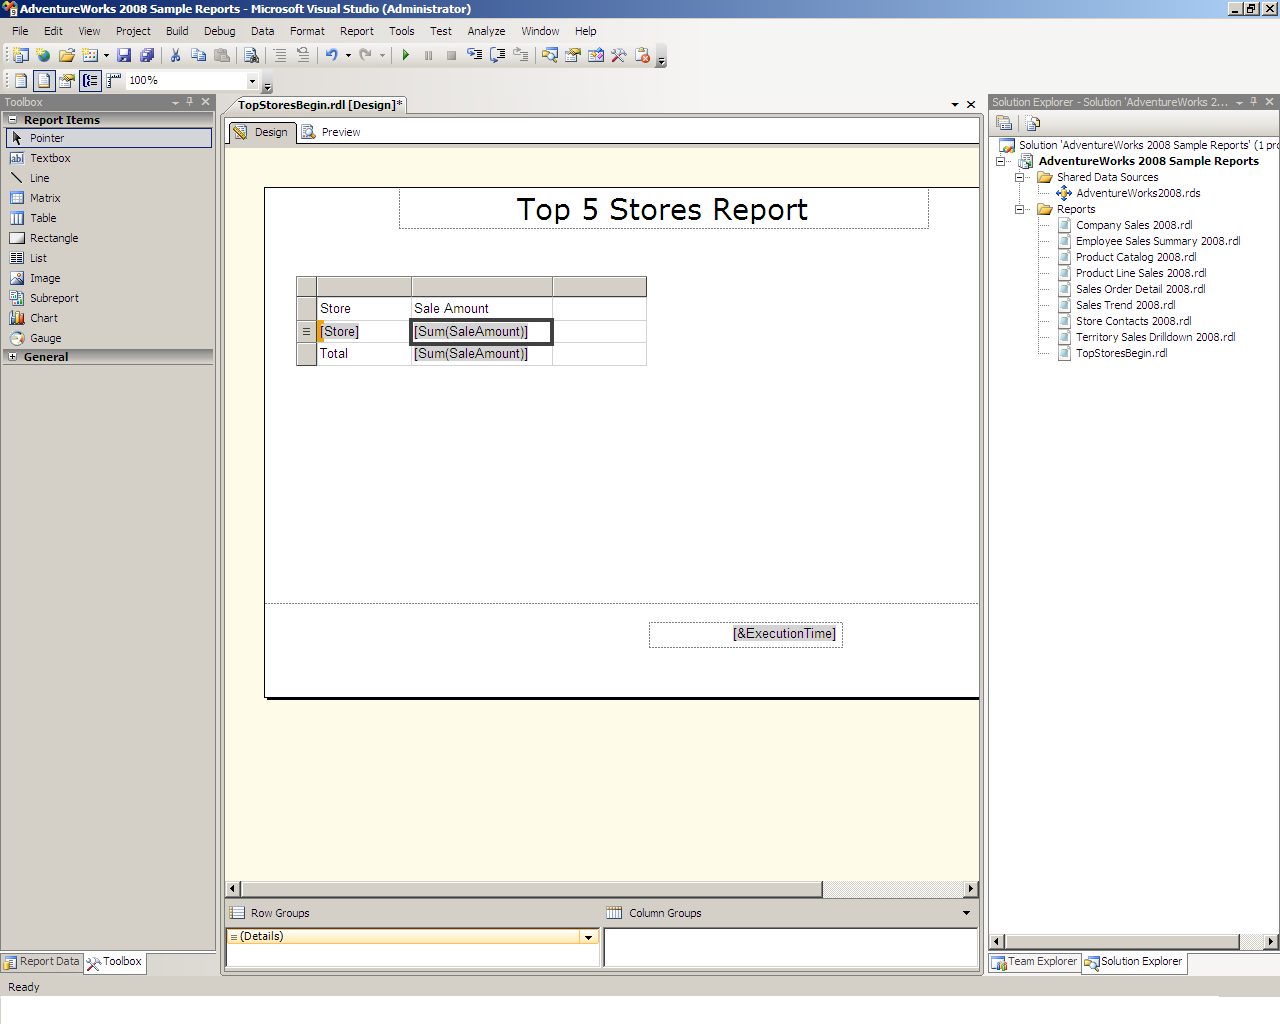 AdventureWorks 2008 Sample Reports - Microsoft Visual Studio (Administrator)
File Edit View Project Build Debug Data Format Report Tools Test Analyze Window Help
100%
Toolbox
Report Items
Pointer
Textbox
Line
Matrix
Table
Rectangle
List
Image
Subreport
Chart
Gauge
General
Report Data Toolbox
TopStoresBegin.rdl [Design]*
Design Preview
Top 5 Stores Report
Store Sale Amount
[Store] [Sum(SaleAmount)]
Total [Sum(SaleAmount)]
[&ExecutionTime]
Row Groups Column Groups
(Details)
Solution Explorer - Solution 'AdventureWorks 2...
Solution 'AdventureWorks 2008 Sample Reports' (1 pro
AdventureWorks 2008 Sample Reports
Shared Data Sources
AdventureWorks2008.rds
Reports
Company Sales 2008.rdl
Employee Sales Summary 2008.rdl
Product Catalog 2008.rdl
Product Line Sales 2008.rdl
Sales Order Detail 2008.rdl
Sales Trend 2008.rdl
Store Contacts 2008.rdl
Territory Sales Drilldown 2008.rdl
TopStoresBegin.rdl
Team Explorer Solution Explorer
Ready